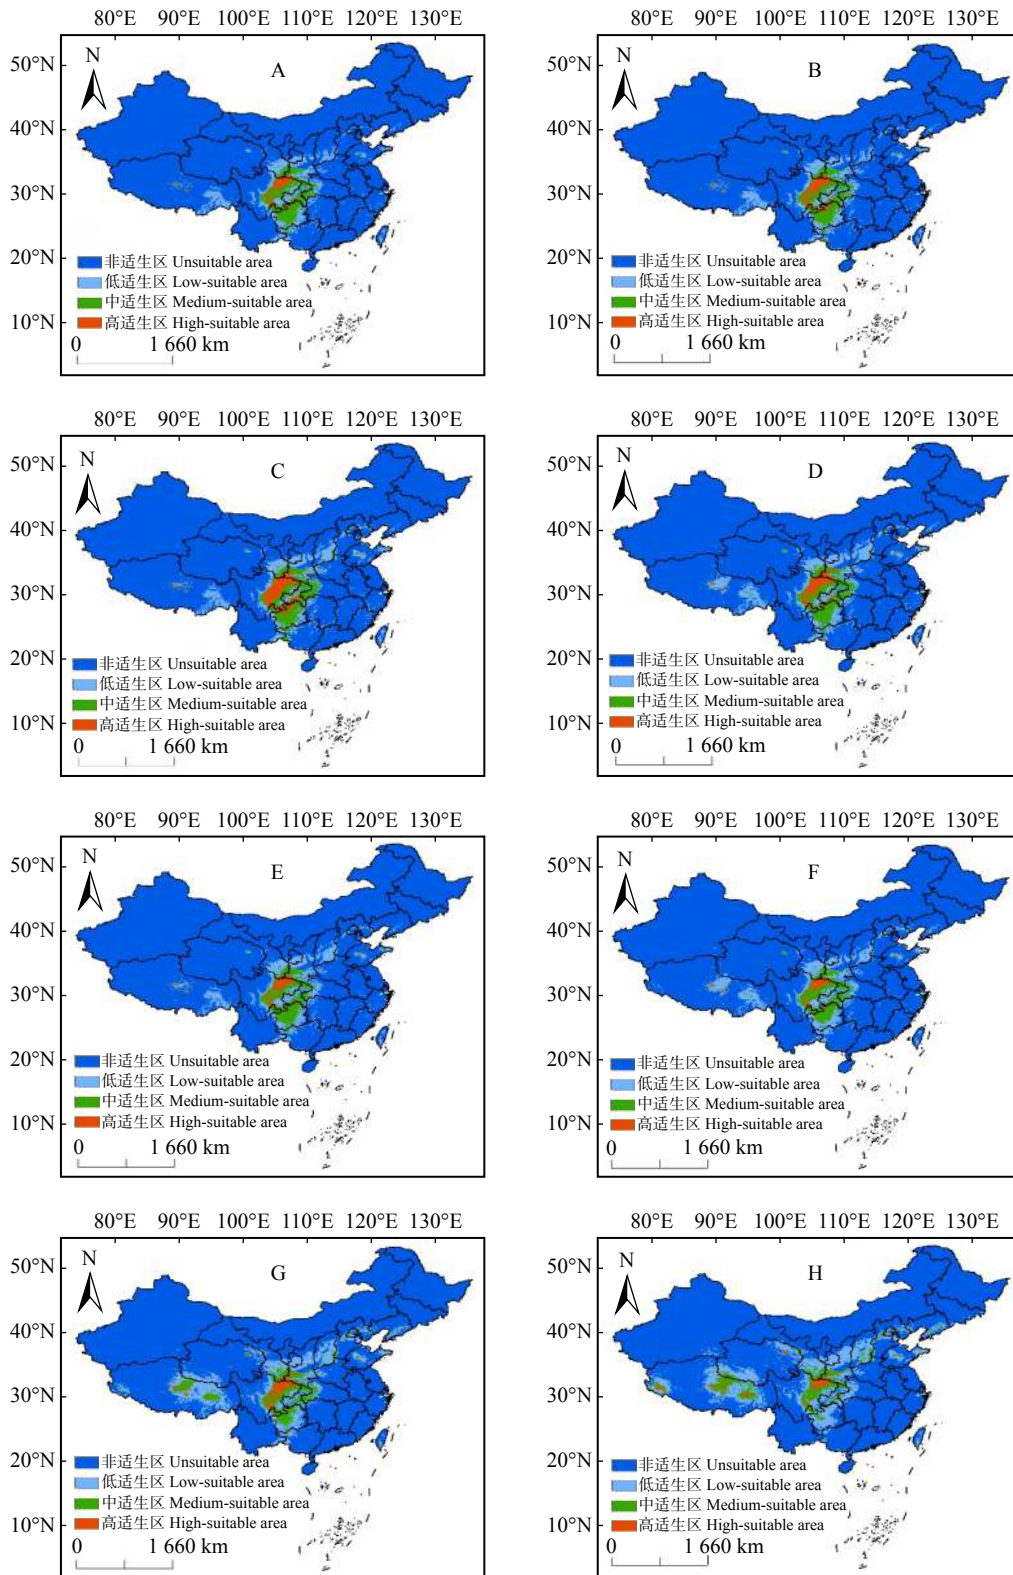 80°E 90°E 100°E 110°E 120°E 130°E
50°N
40°N
30°N
20°N
10°N
N
A
非适生区 Unsuitable area
低适生区 Low-suitable area
中适生区 Medium-suitable area
高适生区 High-suitable area
0 1 660 km
80°E 90°E 100°E 110°E 120°E 130°E
50°N
40°N
30°N
20°N
10°N
N
B
非适生区 Unsuitable area
低适生区 Low-suitable area
中适生区 Medium-suitable area
高适生区 High-suitable area
0 1 660 km
80°E 90°E 100°E 110°E 120°E 130°E
50°N
40°N
30°N
20°N
10°N
N
C
非适生区 Unsuitable area
低适生区 Low-suitable area
中适生区 Medium-suitable area
高适生区 High-suitable area
0 1 660 km
80°E 90°E 100°E 110°E 120°E 130°E
50°N
40°N
30°N
20°N
10°N
N
D
非适生区 Unsuitable area
低适生区 Low-suitable area
中适生区 Medium-suitable area
高适生区 High-suitable area
0 1 660 km
80°E 90°E 100°E 110°E 120°E 130°E
50°N
40°N
30°N
20°N
10°N
N
E
非适生区 Unsuitable area
低适生区 Low-suitable area
中适生区 Medium-suitable area
高适生区 High-suitable area
0 1 660 km
80°E 90°E 100°E 110°E 120°E 130°E
50°N
40°N
30°N
20°N
10°N
N
F
非适生区 Unsuitable area
低适生区 Low-suitable area
中适生区 Medium-suitable area
高适生区 High-suitable area
0 1 660 km
80°E 90°E 100°E 110°E 120°E 130°E
50°N
40°N
30°N
20°N
10°N
N
G
非适生区 Unsuitable area
低适生区 Low-suitable area
中适生区 Medium-suitable area
高适生区 High-suitable area
0 1 660 km
80°E 90°E 100°E 110°E 120°E 130°E
50°N
40°N
30°N
20°N
10°N
N
H
非适生区 Unsuitable area
低适生区 Low-suitable area
中适生区 Medium-suitable area
高适生区 High-suitable area
0 1 660 km